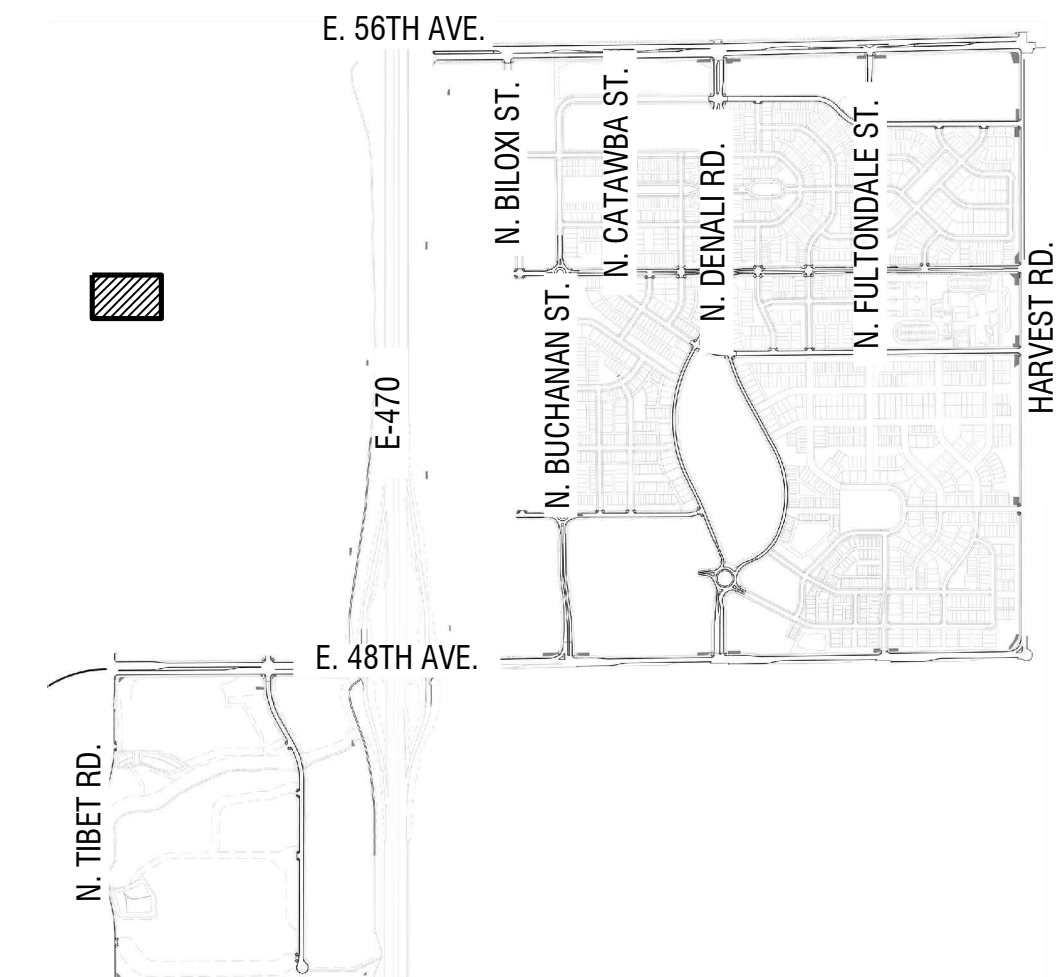 E. 56TH AVE.
N. BILOXI ST.
N. CATAWBA ST.
N. DENALI RD.
N. FULTONDALE ST.
HARVEST RD.
N. BUCHANAN ST.
E-470
E. 48TH AVE.
N. TIBET RD.